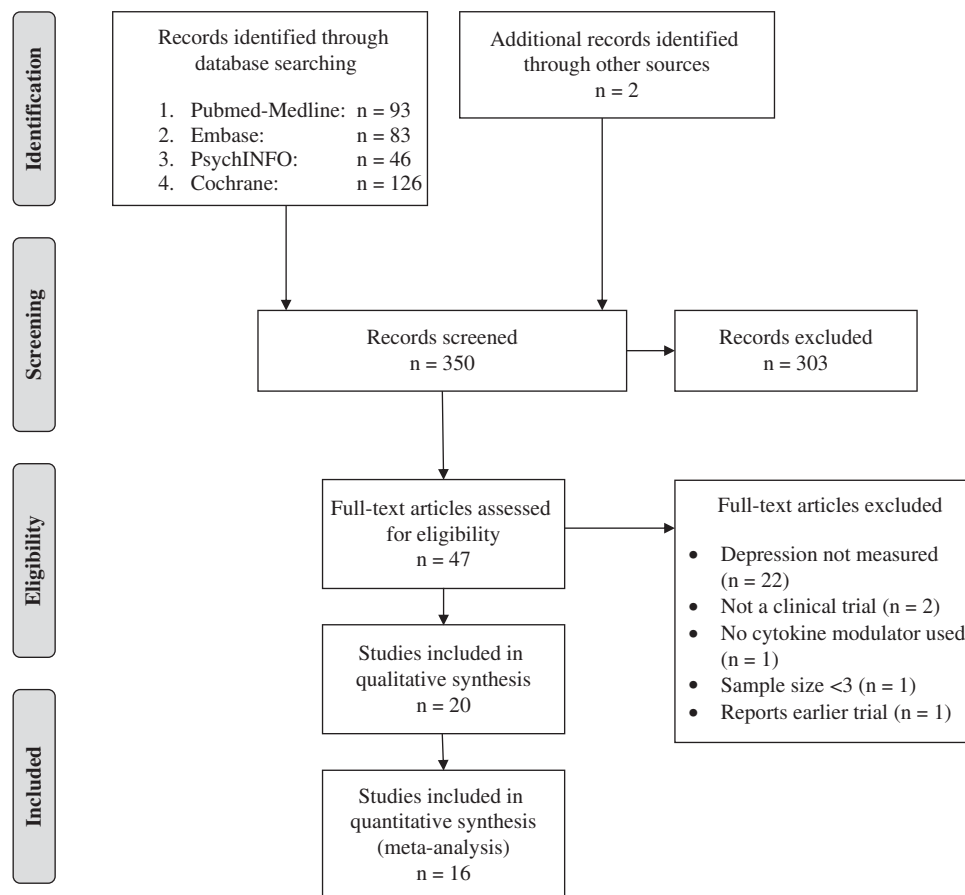 Identification
Records identified through
database searching
1. Pubmed-Medline: n = 93
2. Embase: n = 83
3. PsychINFO: n = 46
4. Cochrane: n = 126
Additional records identified
through other sources
n = 2
Screening
Records screened
n = 350
Records excluded
n = 303
Eligibility
Full-text articles assessed
for eligibility
n = 47
Full-text articles excluded
• Depression not measured
(n = 22)
• Not a clinical trial (n = 2)
• No cytokine modulator used
(n = 1)
• Sample size <3 (n = 1)
• Reports earlier trial (n = 1)
Studies included in
qualitative synthesis
n = 20
Included
Studies included in
quantitative synthesis
(meta-analysis)
n = 16